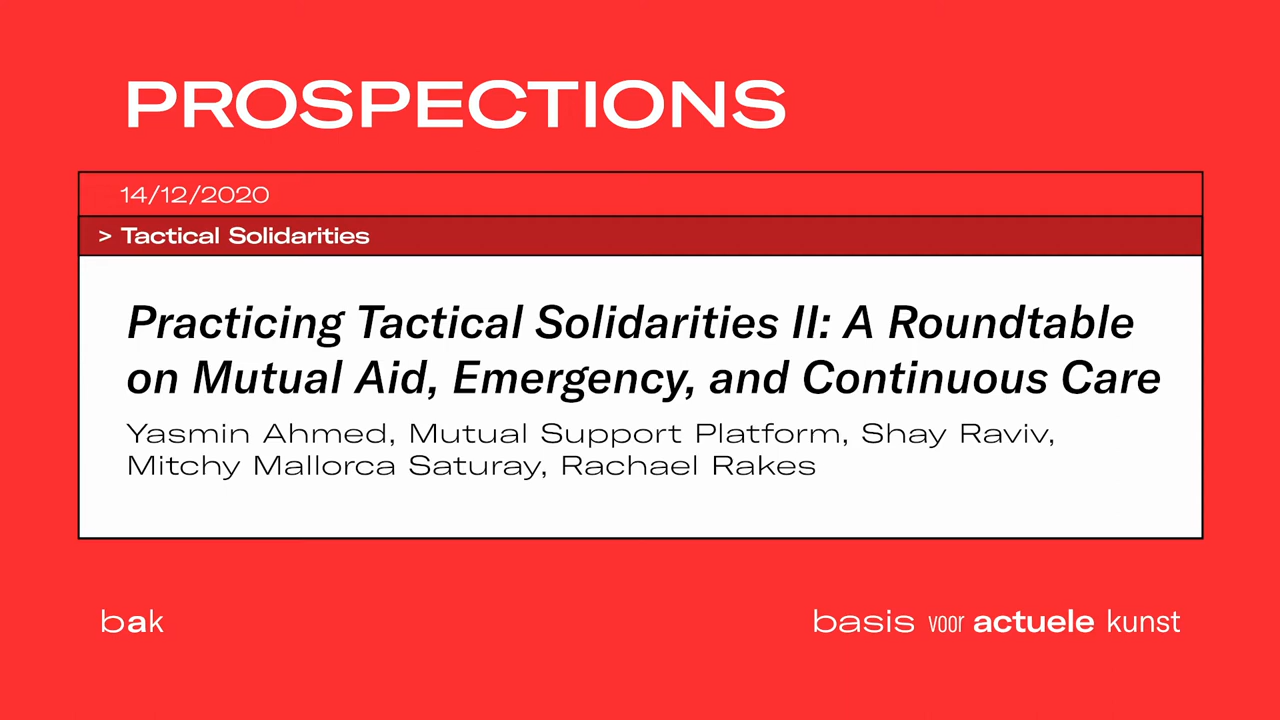 PROSPECTIONS
14/12/2020
> Tactical Solidarities
Practicing Tactical Solidarities II: A Roundtable
on Mutual Aid, Emergency, and Continuous Care
Yasmin Ahmed, Mutual Support Platform, Shay Raviv,
Mitchy Mallorca Saturay, Rachael Rakes
bak
basis voor actuele kunst